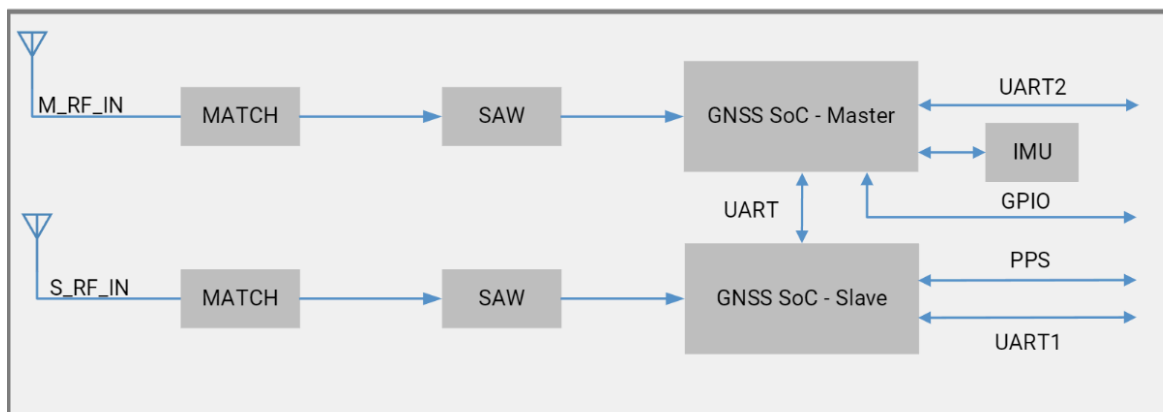 M_RF_IN
MATCH
SAW
GNSS SoC - Master
UART2
IMU
GPIO
UART
S_RF_IN
MATCH
SAW
GNSS SoC - Slave
PPS
UART1